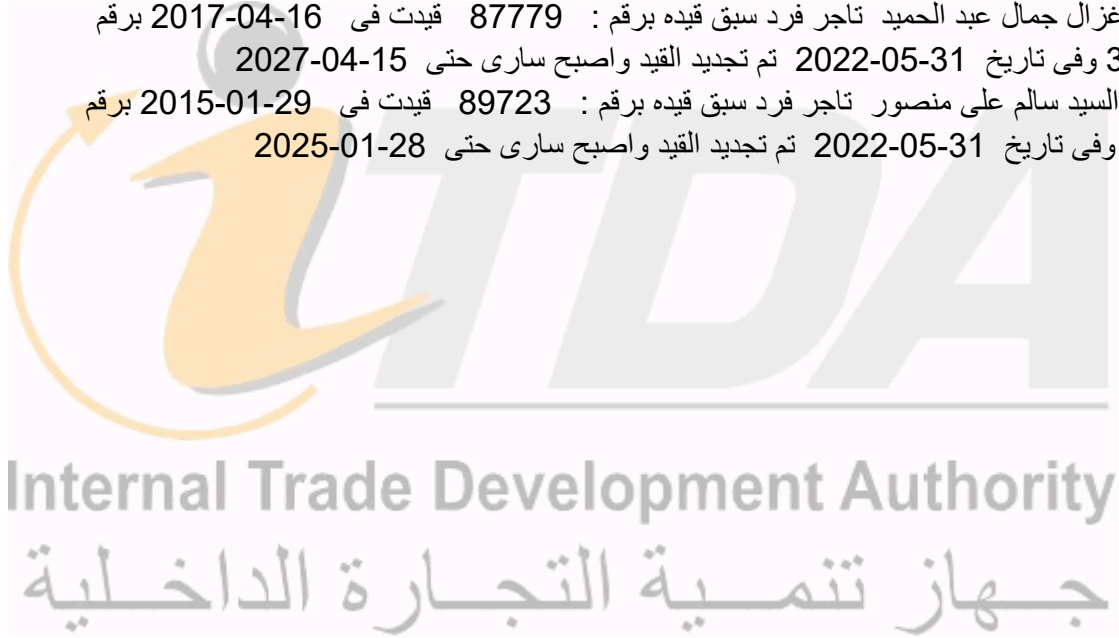 غزال جمال عبد الحميد تاجر فرد سبق قيده برقم : 87779 قيدت فى 16-04-2017 برقم
وفى تاريخ 31-05-2022 تم تجديد القيد واصبح سارى حتى 15-04-2027
السيد سالم على منصور تاجر فرد سبق قيده برقم : 89723 قيدت فى 29-01-2015 برقم
وفى تاريخ 31-05-2022 تم تجديد القيد واصبح سارى حتى 28-01-2025
iTDA
Internal Trade Development Authority
جهاز تنمية التجارة الداخلية